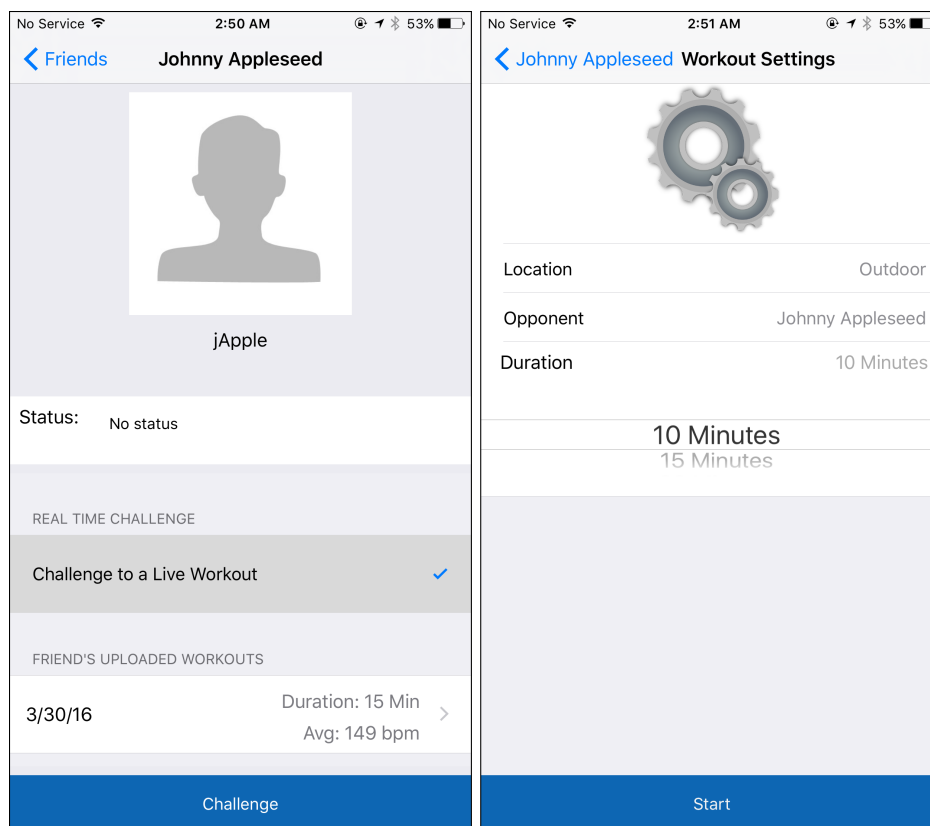 No Service 2:50 AM 53%
Friends Johnny Appleseed
jApple
Status: No status
REAL TIME CHALLENGE
Challenge to a Live Workout
FRIEND'S UPLOADED WORKOUTS
3/30/16 Duration: 15 Min
Avg: 149 bpm
Challenge
No Service 2:51 AM 53%
Johnny Appleseed Workout Settings
Location Outdoor
Opponent Johnny Appleseed
Duration 10 Minutes
10 Minutes
15 Minutes
Start